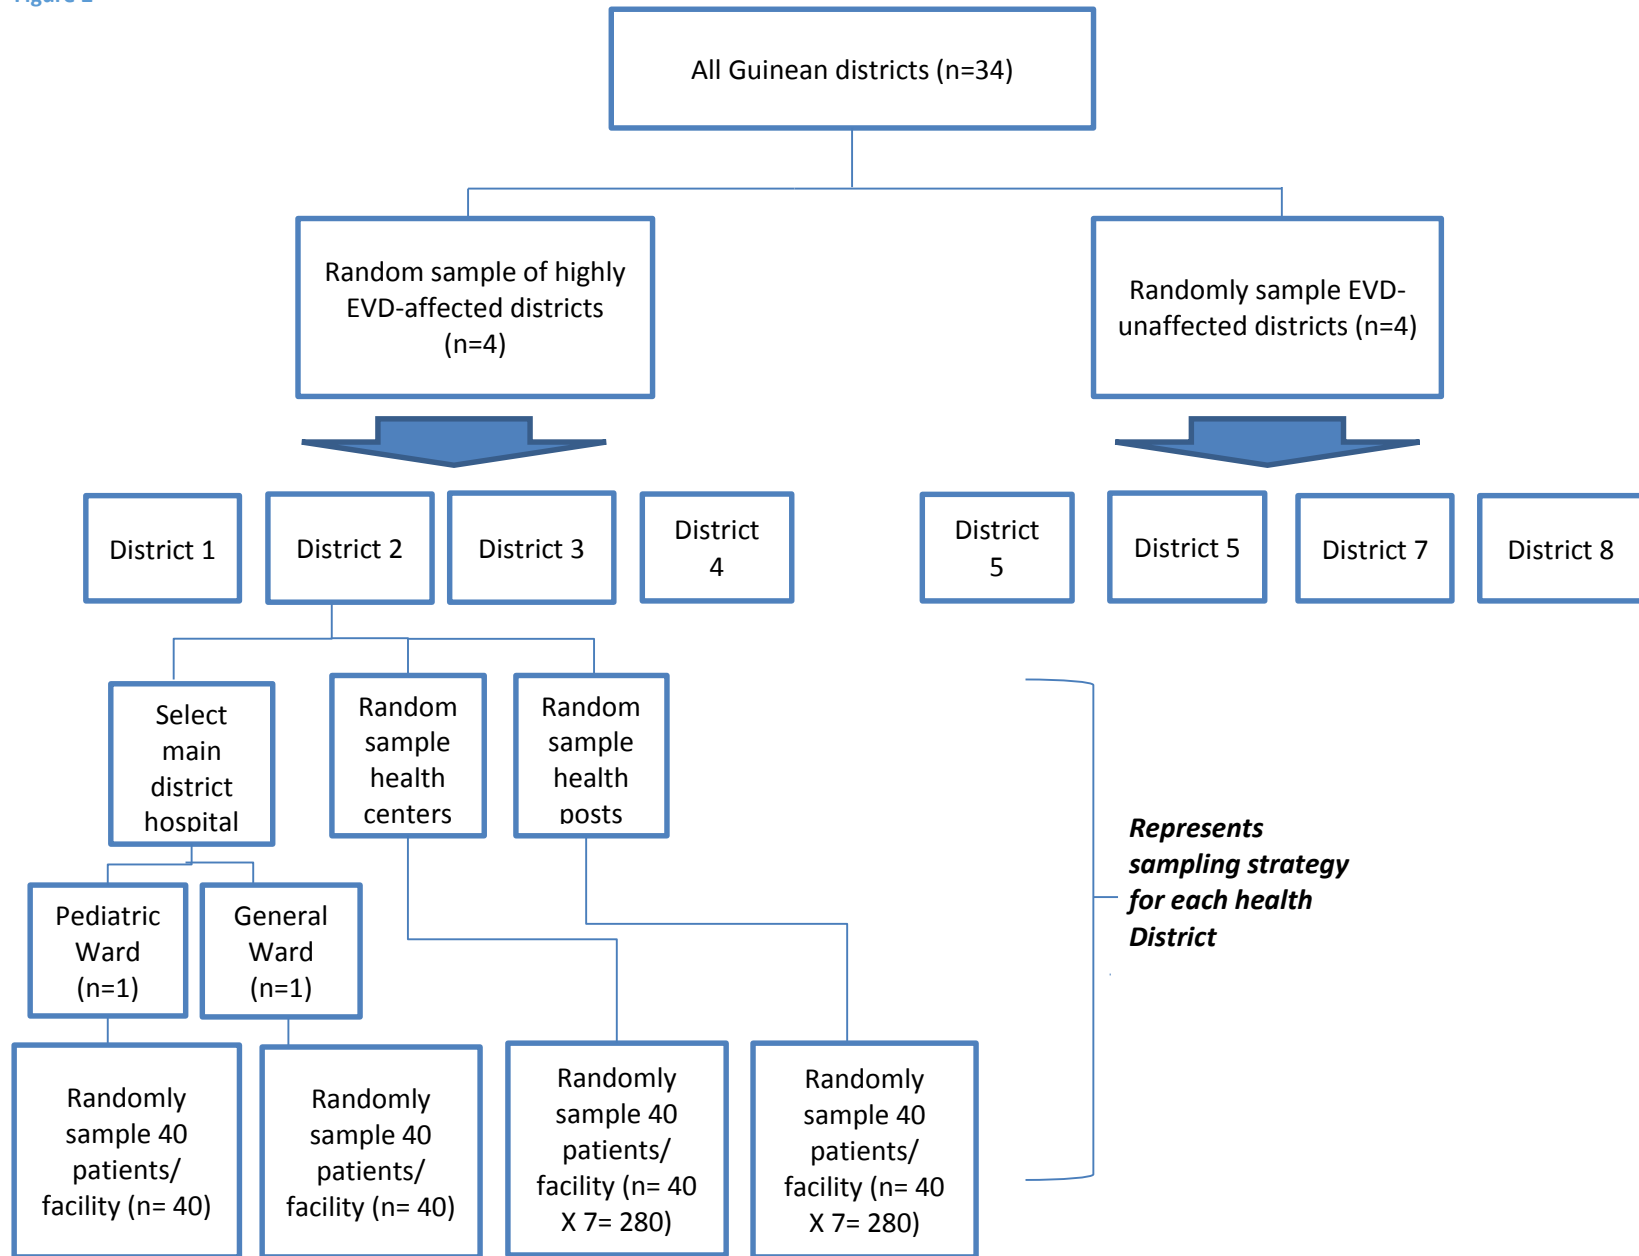 All Guinean districts (n=34)
Random sample of highly
EVD-affected districts
(n=4)
Randomly sample EVD-
unaffected districts (n=4)
District 1
District 2
District 3
District
4
District
5
District 5
District 7
District 8
Select
main
district
hospital
Random
sample
health
centers
Random
sample
health
posts
Represents
sampling strategy
for each health
District
Pediatric
Ward
(n=1)
General
Ward
(n=1)
Randomly
sample 40
patients/
facility (n= 40)
Randomly
sample 40
patients/
facility (n= 40)
Randomly
sample 40
patients/
facility (n= 40
X 7= 280)
Randomly
sample 40
patients/
facility (n= 40
X 7= 280)